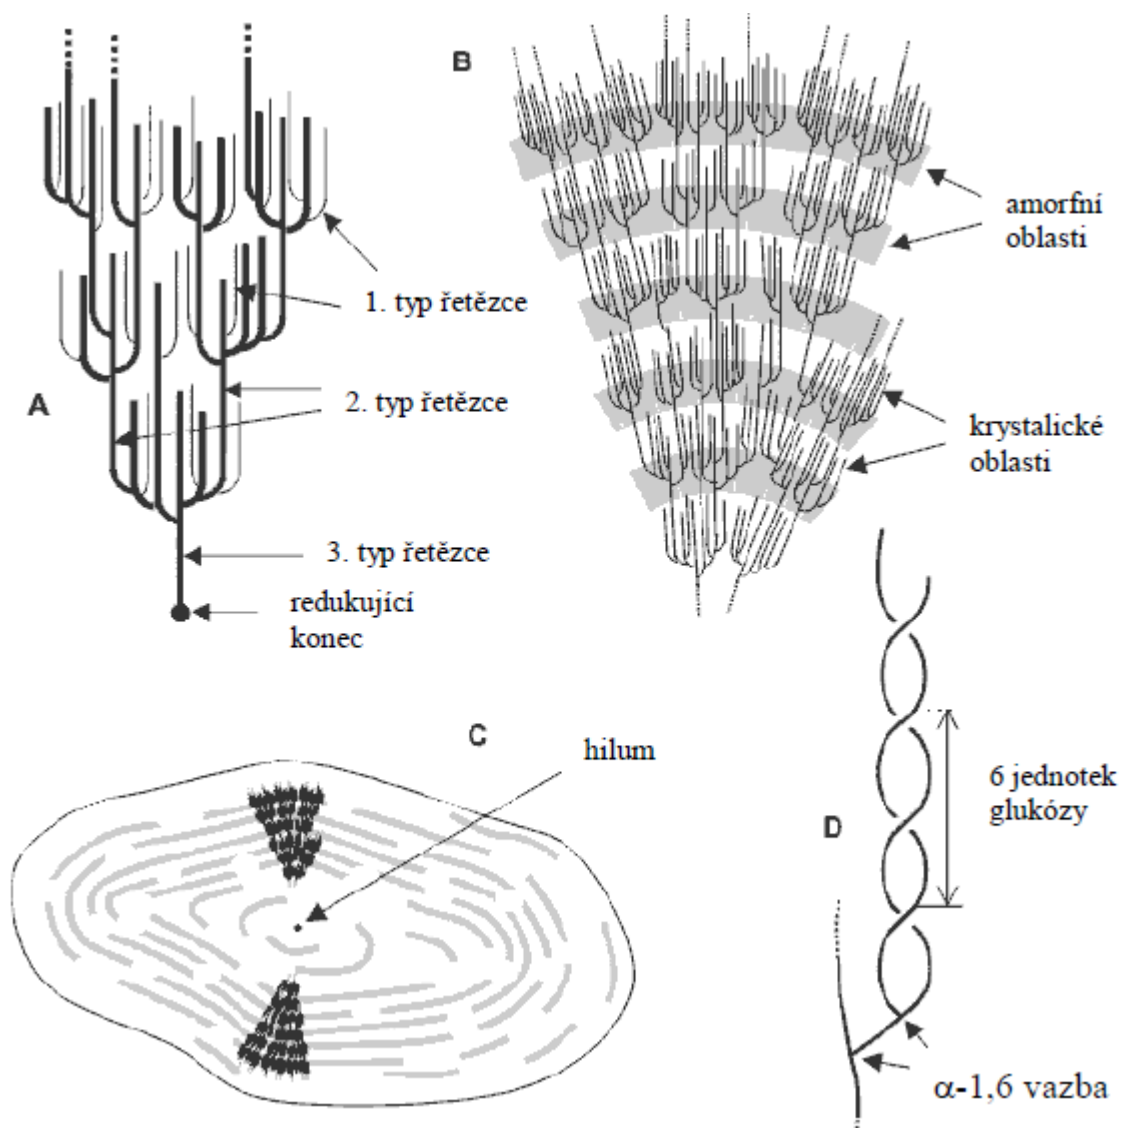 B
amorfní
oblasti
1. typ řetězce
A
2. typ řetězce
krystalické
oblasti
3. typ řetězce
redukující
konec
C
hilum
6 jednotek
glukózy
D
α-1,6 vazba